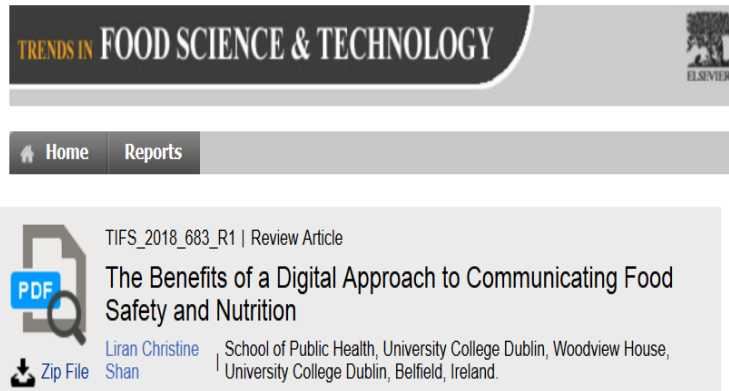 TRENDS IN FOOD SCIENCE & TECHNOLOGY
ELSEVIER
Home Reports
TIFS_2018_683_R1 | Review Article
The Benefits of a Digital Approach to Communicating Food
Safety and Nutrition
PDF
Liran Christine
Shan
| School of Public Health, University College Dublin, Woodview House,
University College Dublin, Belfield, Ireland.
Zip File